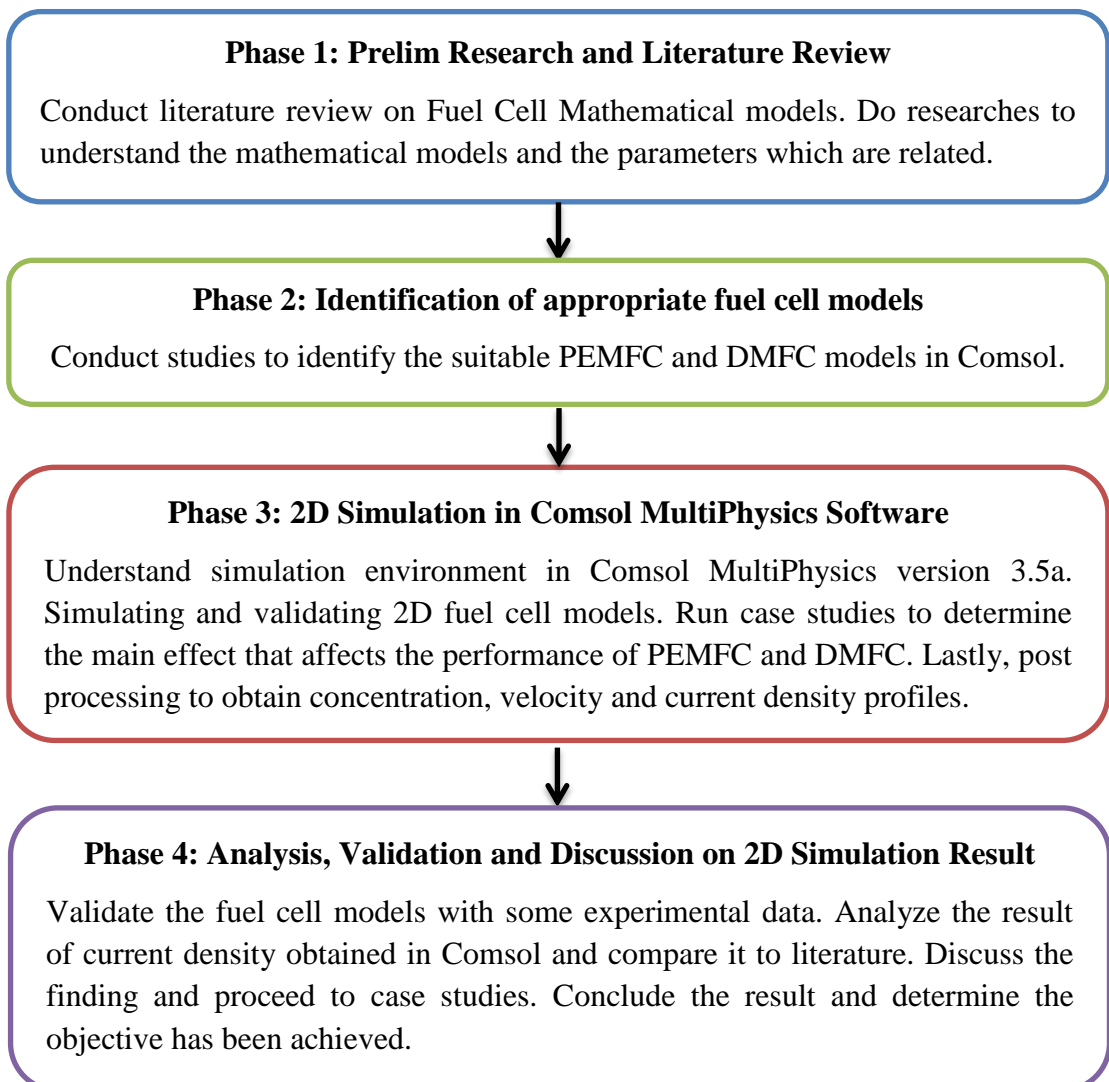 Phase 1: Prelim Research and Literature Review
Conduct literature review on Fuel Cell Mathematical models. Do researches to
understand the mathematical models and the parameters which are related.
Phase 2: Identification of appropriate fuel cell models
Conduct studies to identify the suitable PEMFC and DMFC models in Comsol.
Phase 3: 2D Simulation in Comsol MultiPhysics Software
Understand simulation environment in Comsol MultiPhysics version 3.5a.
Simulating and validating 2D fuel cell models. Run case studies to determine
the main effect that affects the performance of PEMFC and DMFC. Lastly, post
processing to obtain concentration, velocity and current density profiles.
Phase 4: Analysis, Validation and Discussion on 2D Simulation Result
Validate the fuel cell models with some experimental data. Analyze the result
of current density obtained in Comsol and compare it to literature. Discuss the
finding and proceed to case studies. Conclude the result and determine the
objective has been achieved.